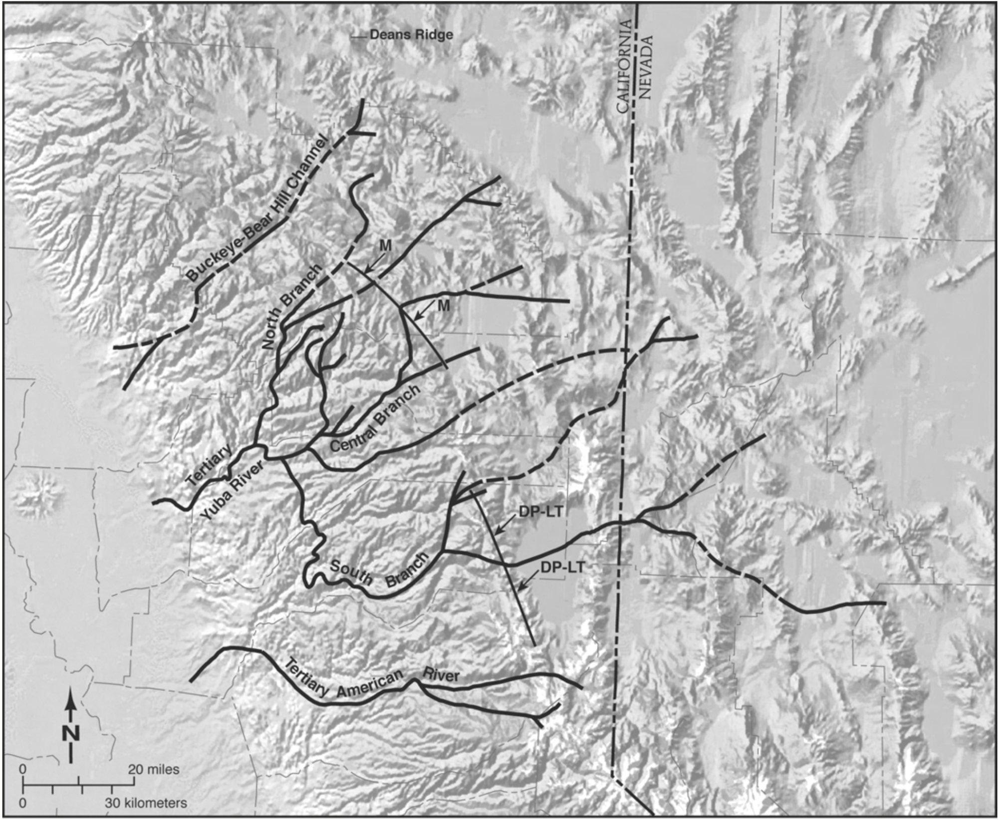 Deans Ridge
CALIFORNIA
NEVADA
Buckeye-Bear Hill Channel
M
North Branch
M
Central Branch
Tertiary
Yuba River
DP-LT
South Branch
DP-LT
Tertiary American River
N
0 20 miles
0 30 kilometers